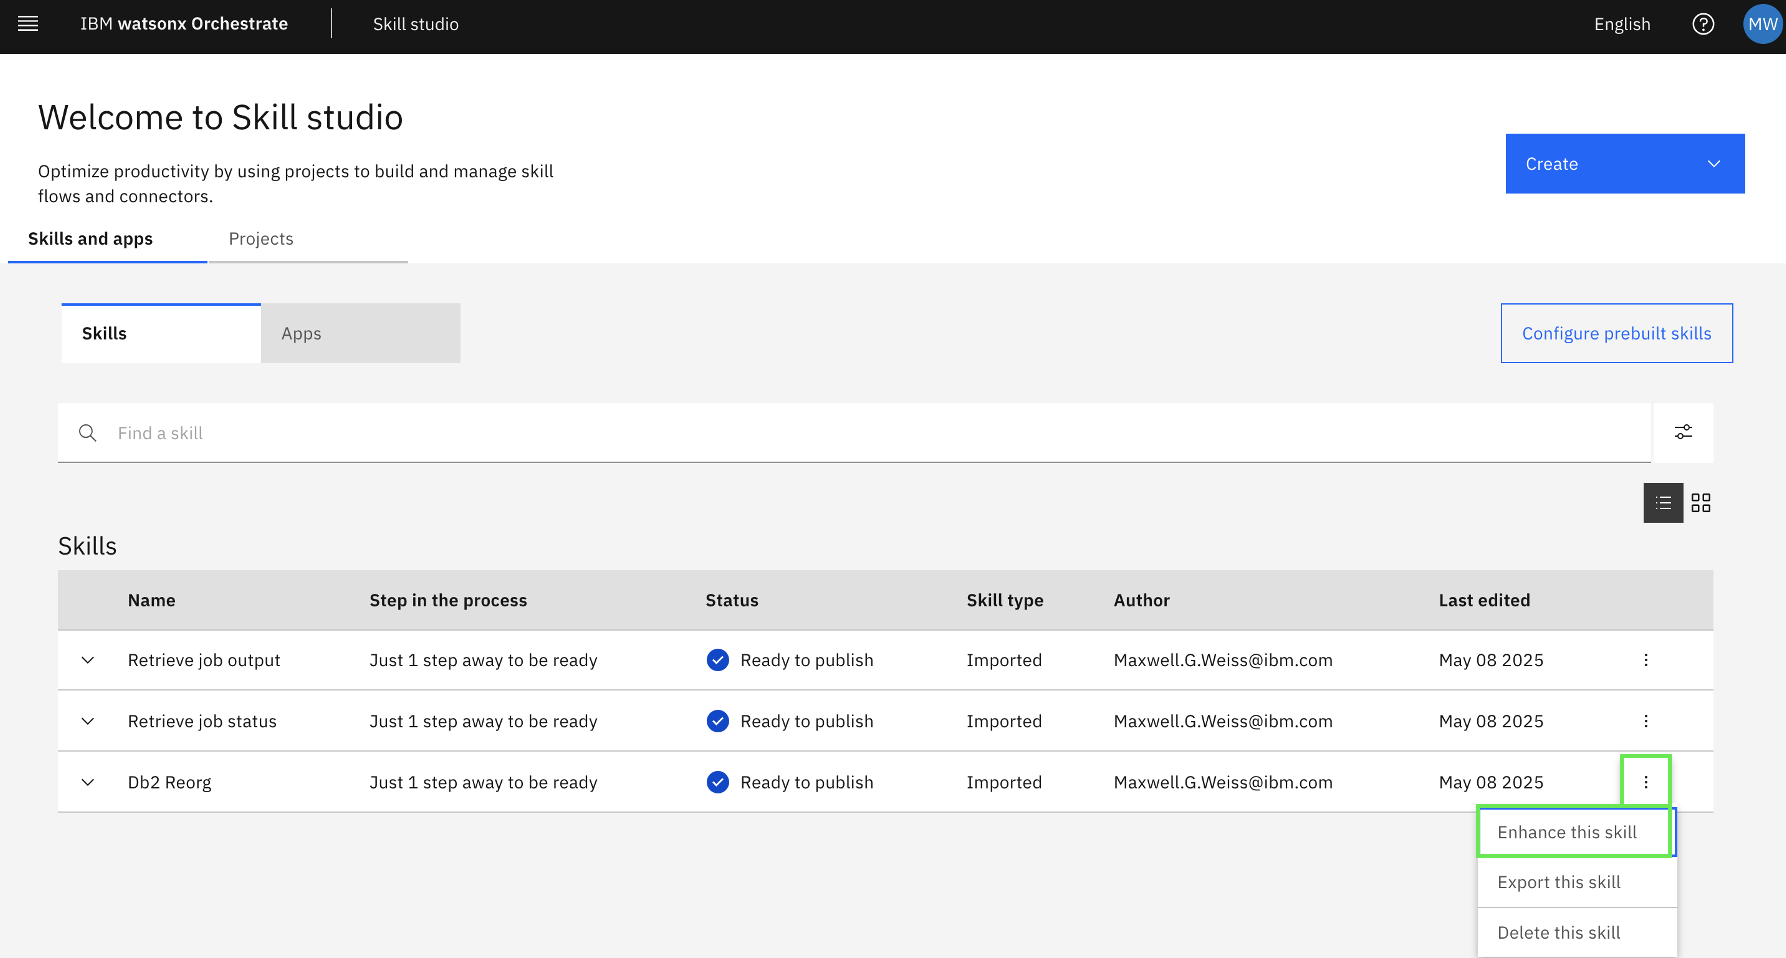 IBM watsonx Orchestrate
Skill studio
English
MW
Welcome to Skill studio
Optimize productivity by using projects to build and manage skill
flows and connectors.
Create
Skills and apps
Projects
Skills
Apps
Configure prebuilt skills
Find a skill
Skills
Name Step in the process Status Skill type Author Last edited
Retrieve job output Just 1 step away to be ready Ready to publish Imported Maxwell.G.Weiss@ibm.com May 08 2025
Retrieve job status Just 1 step away to be ready Ready to publish Imported Maxwell.G.Weiss@ibm.com May 08 2025
Db2 Reorg Just 1 step away to be ready Ready to publish Imported Maxwell.G.Weiss@ibm.com May 08 2025
Enhance this skill
Export this skill
Delete this skill